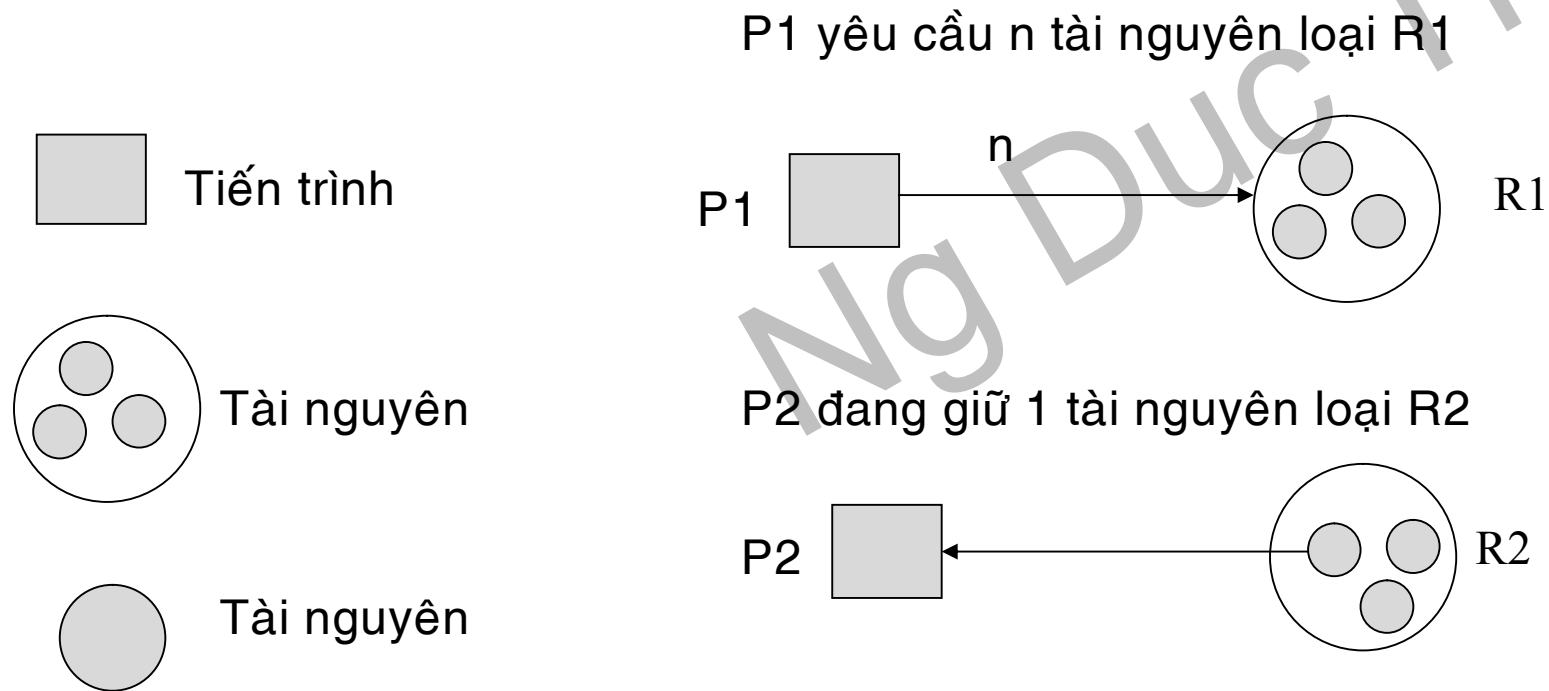 P1 yêu cầu n tài nguyên loại R1
n
Tiến trình
P1
R1
Tài nguyên
P2 đang giữ 1 tài nguyên loại R2
P2
R2
Tài nguyên
Ng Duc